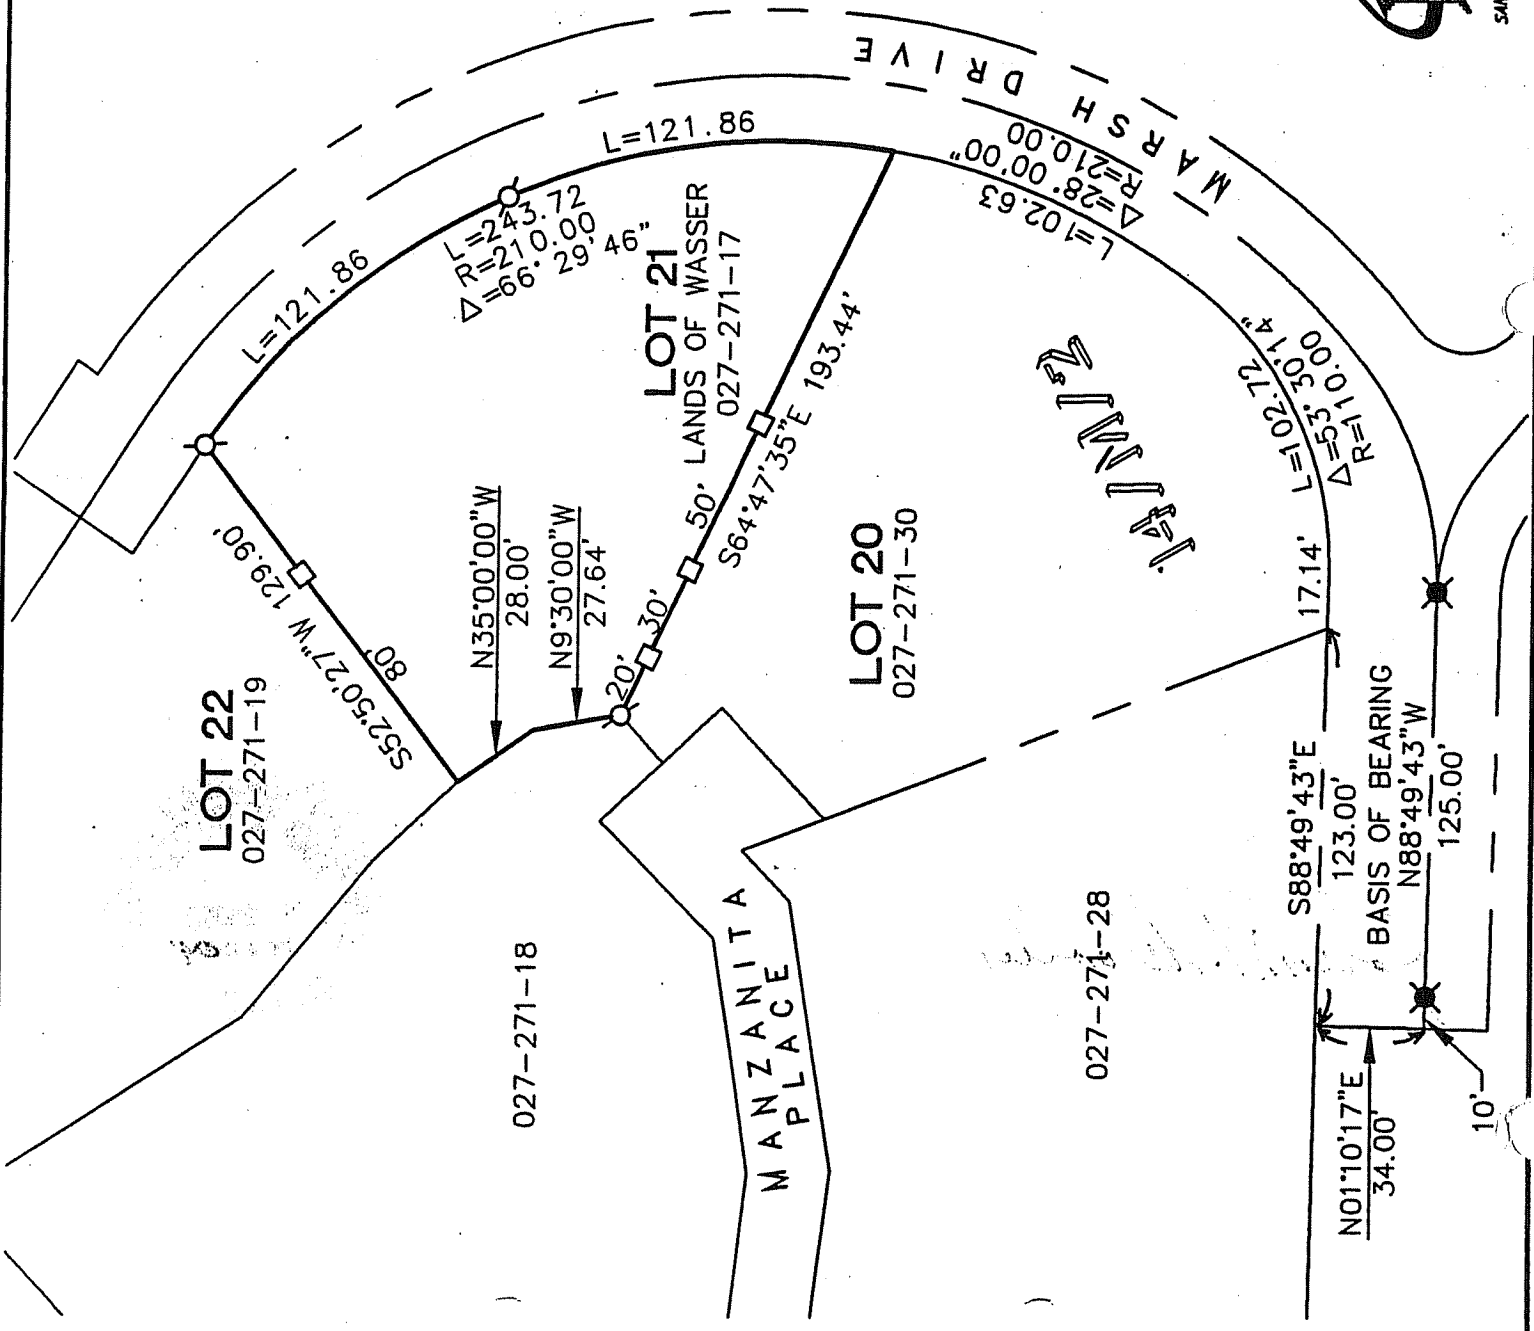 MARSH DRIVE
L=121.86
L=121.86
L=243.72
R=210.00
Δ=66° 29' 46"
LOT 21
LANDS OF WASSER
027-271-17
R=210.00
Δ=28° 00' 00"
L=102.63
S64°47'35"E 193.44'
50'
30'
20'
LOT 22
027-271-19
S52°50'27"W 129.90'
80'
N35°00'00"W
28.00'
N9°30'00"W
27.64'
LOT 20
027-271-30
14/M/2
L=102.72
Δ=53° 30'14"
R=110.00
17.14'
S88°49'43"E
123.00'
BASIS OF BEARING
N88°49'43"W
125.00'
027-271-18
MANZANITA
PLACE
027-271-28
N01°10'17"E
34.00'
10'